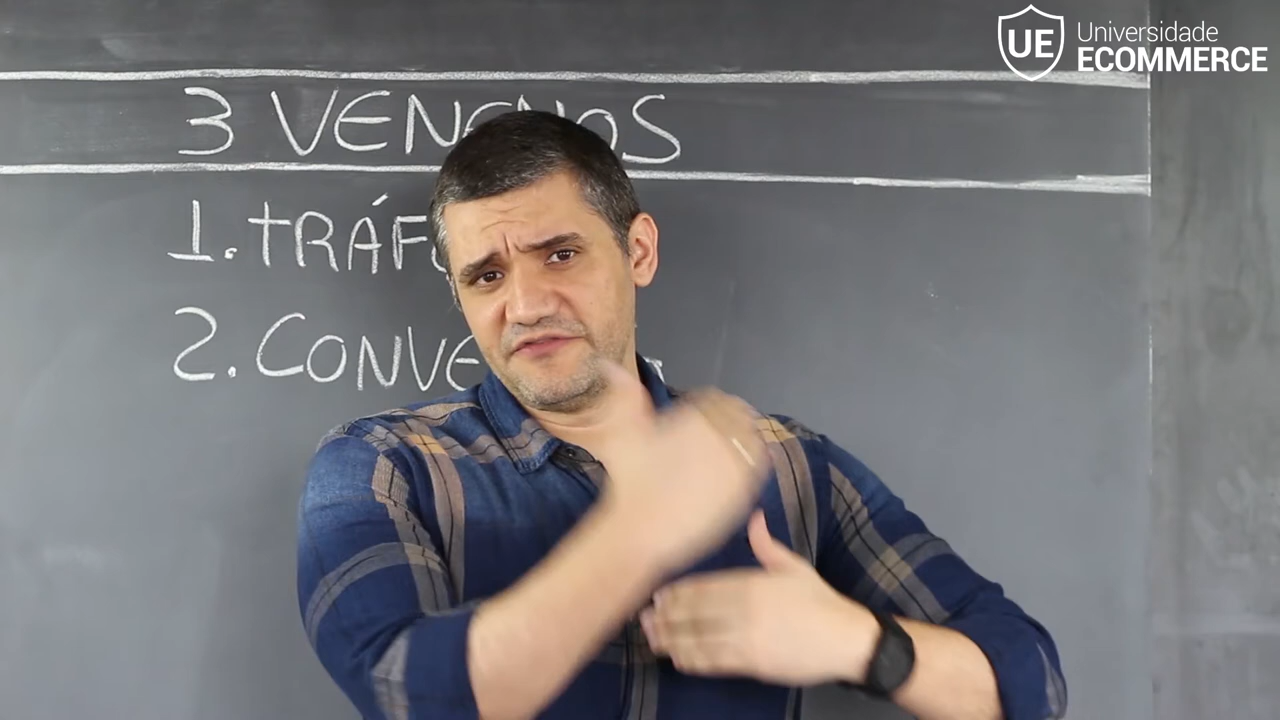 UE Universidade
ECOMMERCE
3 VENENOS
1. TRÁF
2. CONVE